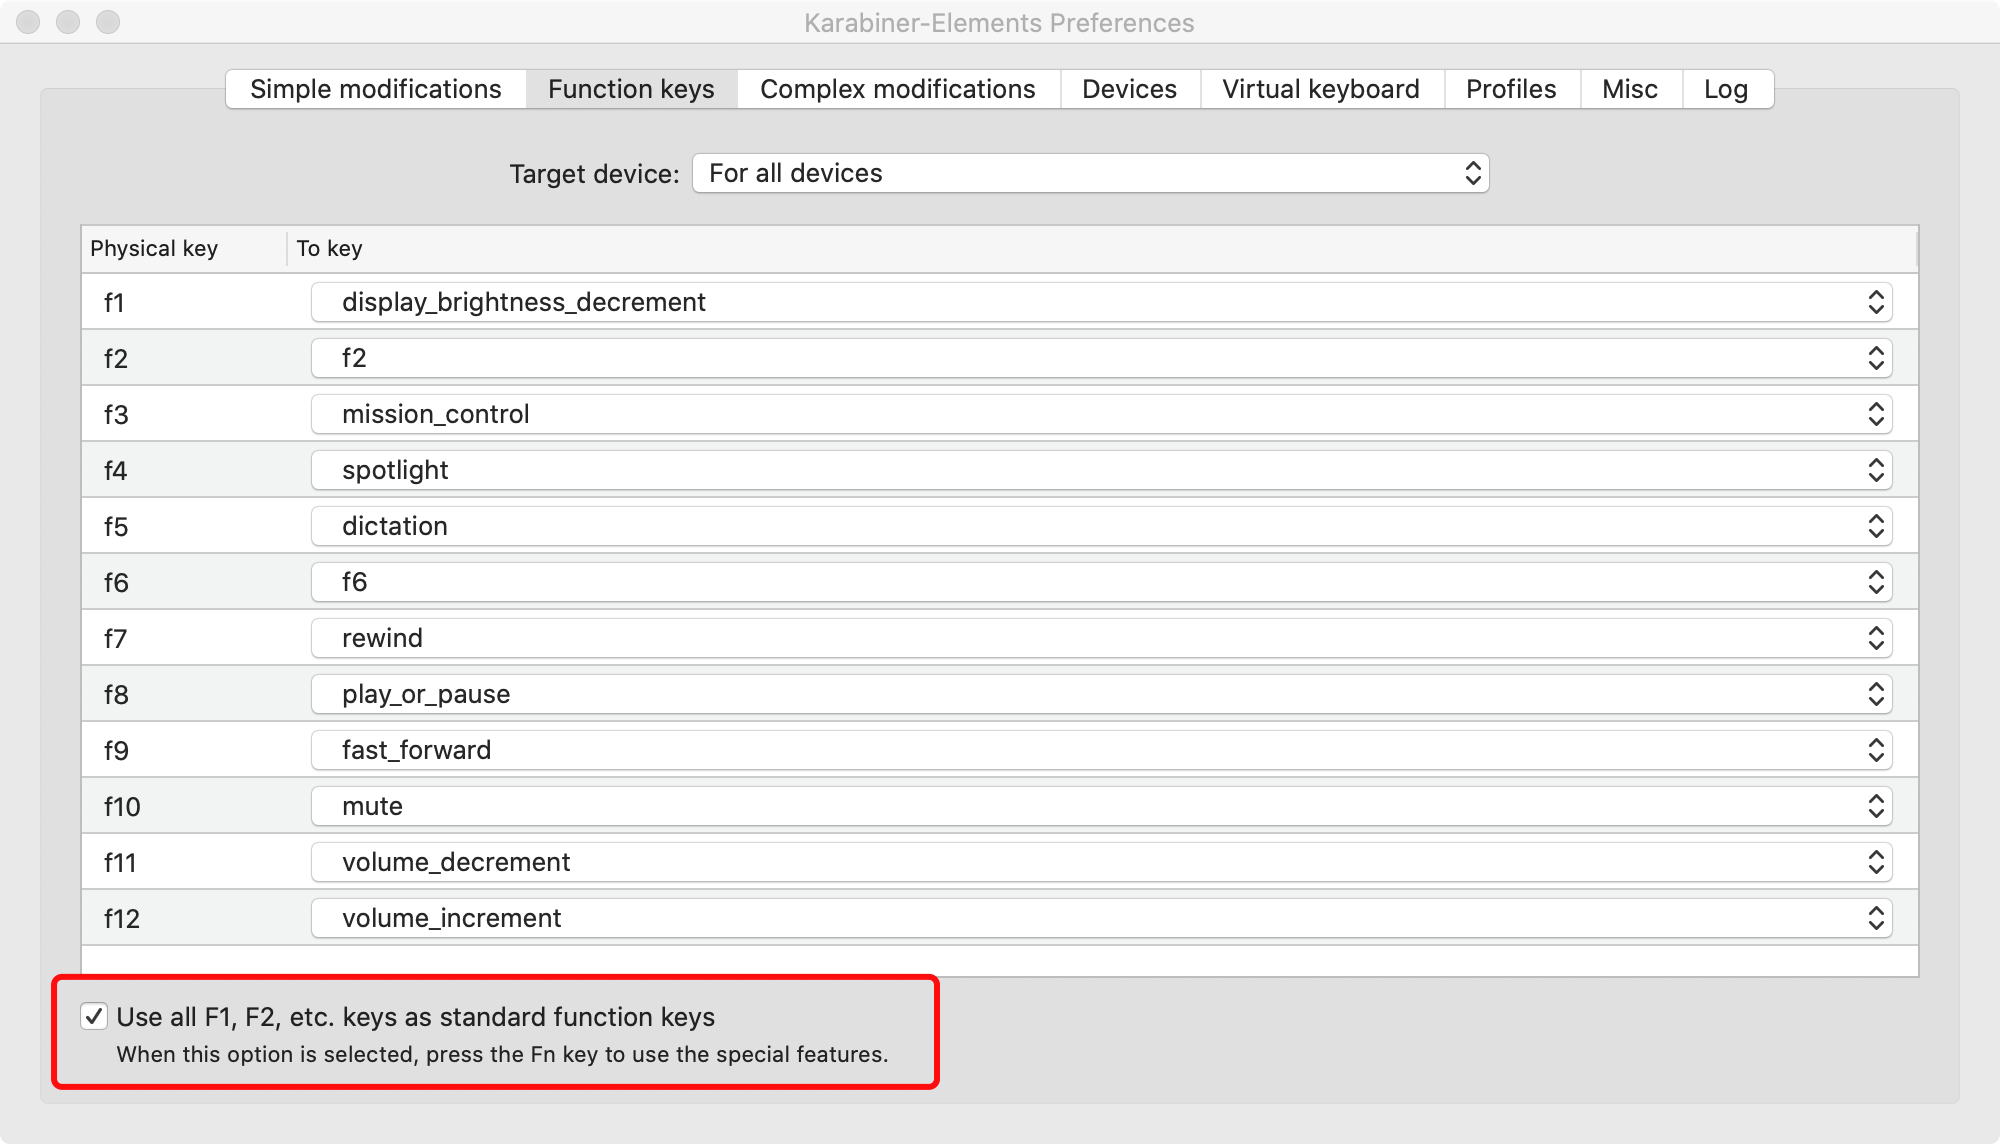 Karabiner-Elements Preferences
Simple modifications Function keys Complex modifications Devices Virtual keyboard Profiles Misc Log
Target device: For all devices
Physical key To key
f1 display_brightness_decrement
f2 f2
f3 mission_control
f4 spotlight
f5 dictation
f6 f6
f7 rewind
f8 play_or_pause
f9 fast_forward
f10 mute
f11 volume_decrement
f12 volume_increment
Use all F1, F2, etc. keys as standard function keys
When this option is selected, press the Fn key to use the special features.